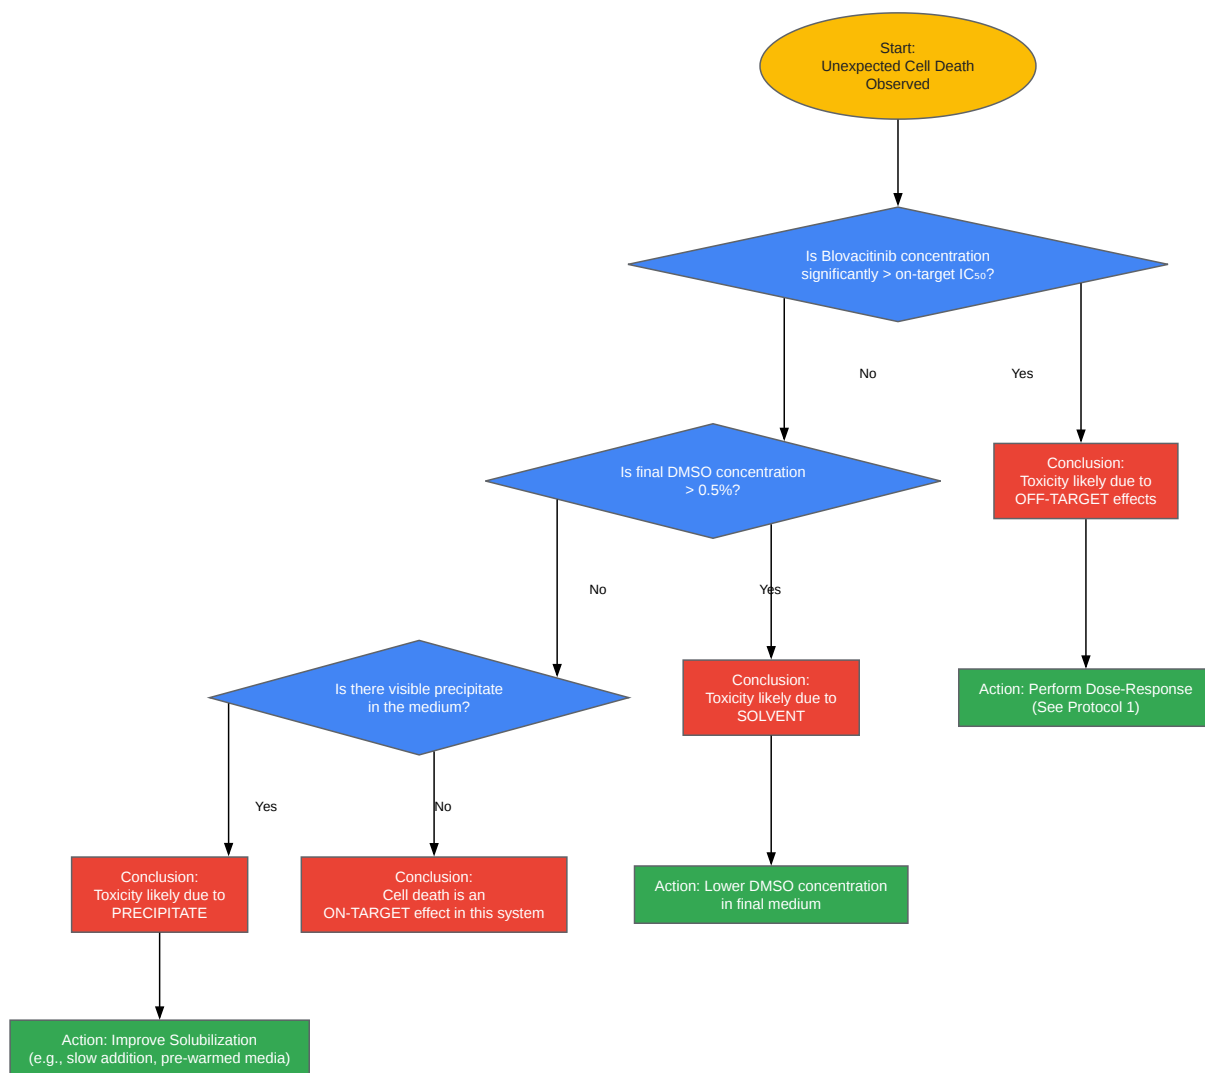 Start:
Unexpected Cell Death
Observed
Is Blovacitinib concentration
significantly > on-target IC₅₀?
No
Yes
Is final DMSO concentration
> 0.5%?
Conclusion:
Toxicity likely due to
OFF-TARGET effects
No
Yes
Is there visible precipitate
in the medium?
Conclusion:
Toxicity likely due to
SOLVENT
Action: Perform Dose-Response
(See Protocol 1)
Yes
No
Conclusion:
Toxicity likely due to
PRECIPITATE
Conclusion:
Cell death is an
ON-TARGET effect in this system
Action: Lower DMSO concentration
in final medium
Action: Improve Solubilization
(e.g., slow addition, pre-warmed media)